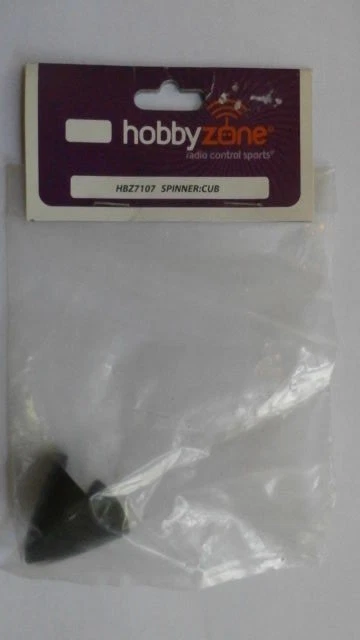 hobbyzone®
radio control sports®
HBZ7107 SPINNER:CUB